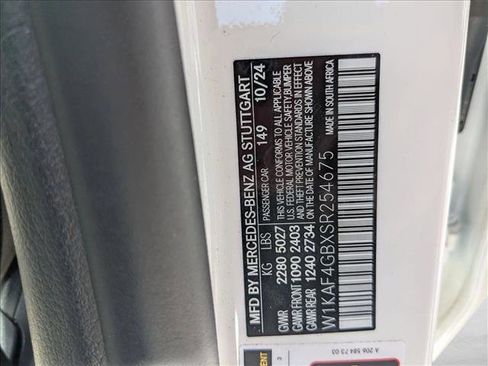 MFD BY MERCEDES-BENZ AG STUTTGART
PASSENGER CAR 149 10/24
KG LBS
GVWR 2280 5027
GAWR FRONT 1090 2403
GAWR REAR 1240 2734
THIS VEHICLE CONFORMS TO ALL APPLICABLE
U.S. FEDERAL MOTOR VEHICLE SAFETY, BUMPER
AND THEFT PREVENTION STANDARDS IN EFFECT
ON DATE OF MANUFACTURE SHOWN ABOVE
W1KAF4GBXSR254675
MADE IN SOUTH AFRICA
A 206 584 73 03